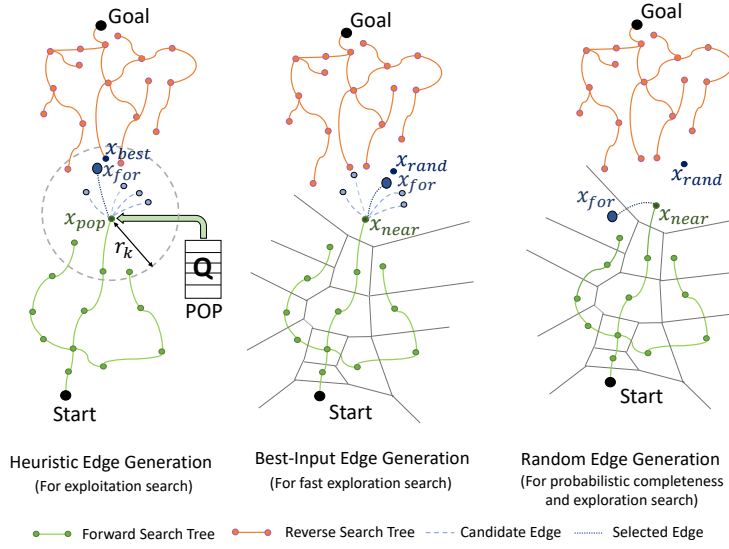 Goal
Goal
Goal
x_best
x_for
x_pop
r_k
Q
POP
Start
x_rand
x_for
x_near
Start
x_rand
x_for
x_near
Start
Heuristic Edge Generation
(For exploitation search)
Best-Input Edge Generation
(For fast exploration search)
Random Edge Generation
(For probabilistic completeness
and exploration search)
Forward Search Tree
Reverse Search Tree
Candidate Edge
Selected Edge